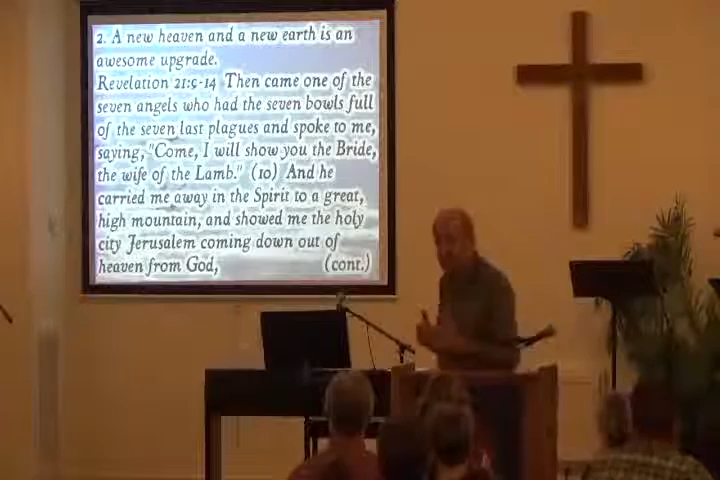 2. A new heaven and a new earth is an
awesome upgrade.
Revelation 21:9-14 Then came one of the
seven angels who had the seven bowls full
of the seven last plagues and spoke to me,
saying, "Come, I will show you the Bride,
the wife of the Lamb." (10) And he
carried me away in the Spirit to a great,
high mountain, and showed me the holy
city Jerusalem coming down out of
heaven from God, (cont.)